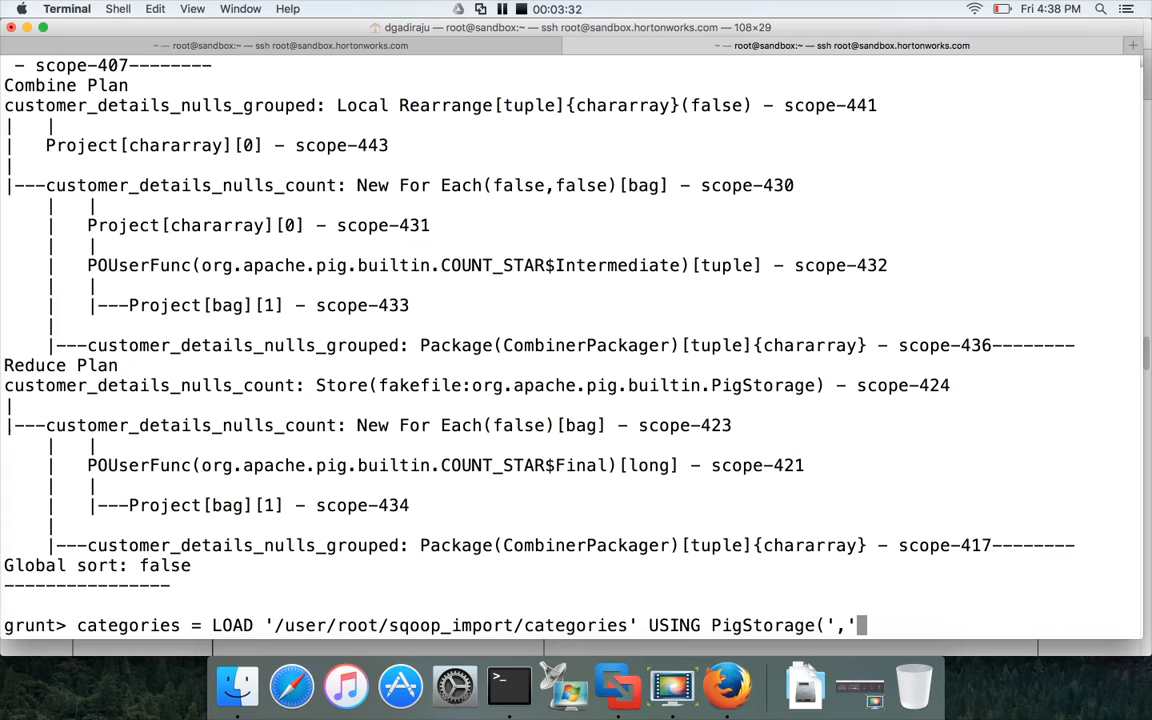 Terminal Shell Edit View Window Help 00:03:32 Fri 4:38 PM
dgadiraju — root@sandbox:~ — ssh root@sandbox.hortonworks.com — 108×29
~ — root@sandbox:~ — ssh root@sandbox.hortonworks.com ~ — root@sandbox:~ — ssh root@sandbox.hortonworks.com +
- scope-407--------
Combine Plan
customer_details_nulls_grouped: Local Rearrange[tuple]{chararray}(false) - scope-441
|   |
|   Project[chararray][0] - scope-443
|
|---customer_details_nulls_count: New For Each(false,false)[bag] - scope-430
    |   |
    |   Project[chararray][0] - scope-431
    |   |
    |   POUserFunc(org.apache.pig.builtin.COUNT_STAR$Intermediate)[tuple] - scope-432
    |   |
    |   |---Project[bag][1] - scope-433
    |
    |---customer_details_nulls_grouped: Package(CombinerPackager)[tuple]{chararray} - scope-436--------
Reduce Plan
customer_details_nulls_count: Store(fakefile:org.apache.pig.builtin.PigStorage) - scope-424
|
|---customer_details_nulls_count: New For Each(false)[bag] - scope-423
    |   |
    |   POUserFunc(org.apache.pig.builtin.COUNT_STAR$Final)[long] - scope-421
    |   |
    |   |---Project[bag][1] - scope-434
    |
    |---customer_details_nulls_grouped: Package(CombinerPackager)[tuple]{chararray} - scope-417--------
Global sort: false
----------------
grunt> categories = LOAD '/user/root/sqoop_import/categories' USING PigStorage(','